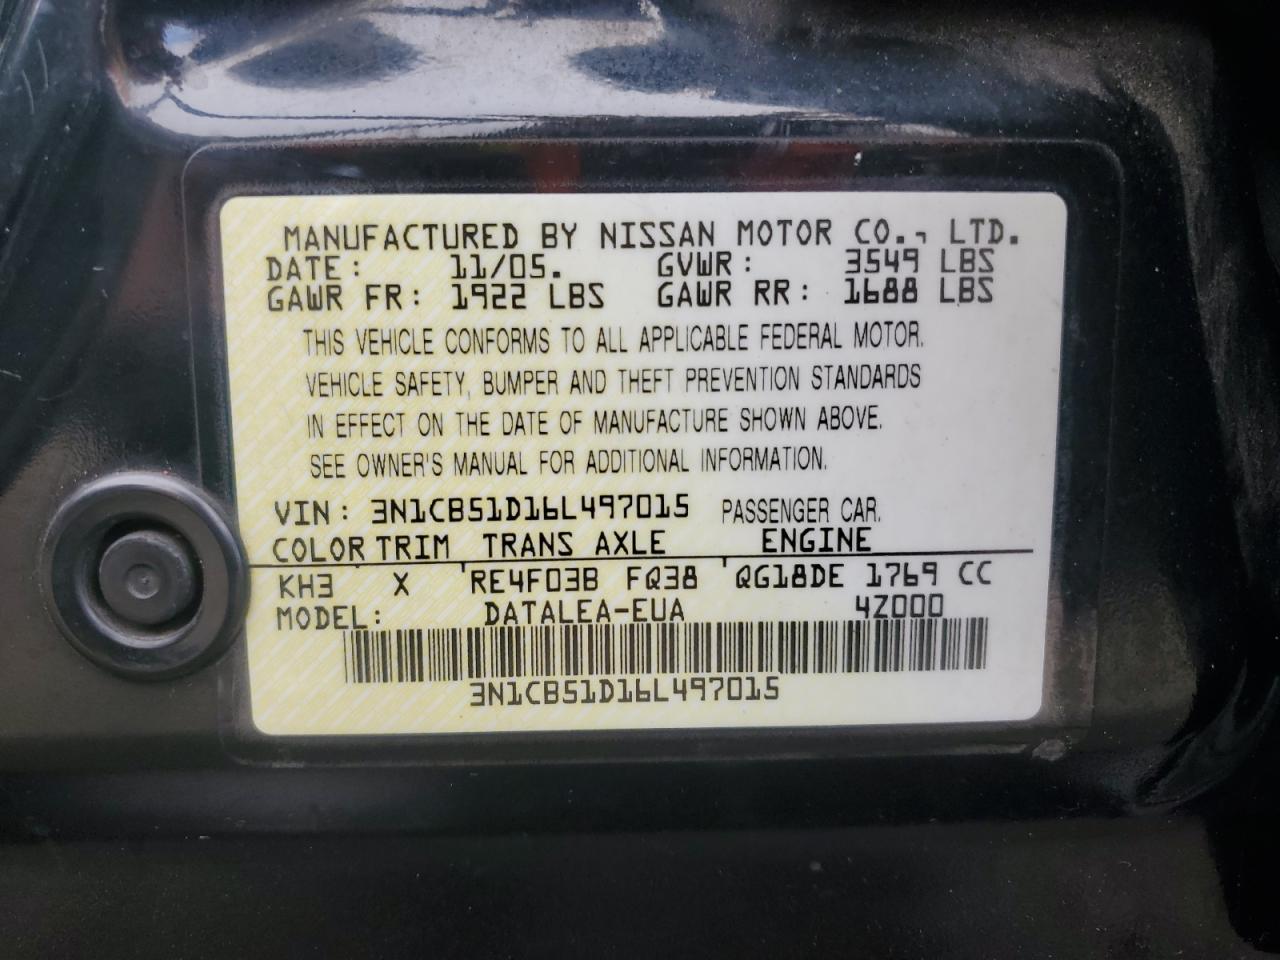 MANUFACTURED BY NISSAN MOTOR CO., LTD.
DATE: 11/05. GVWR: 3549 LBS
GAWR FR: 1922 LBS GAWR RR: 1688 LBS
THIS VEHICLE CONFORMS TO ALL APPLICABLE FEDERAL MOTOR.
VEHICLE SAFETY, BUMPER AND THEFT PREVENTION STANDARDS
IN EFFECT ON THE DATE OF MANUFACTURE SHOWN ABOVE.
SEE OWNER'S MANUAL FOR ADDITIONAL INFORMATION.
VIN: 3N1CB51D16L497015 PASSENGER CAR.
COLOR TRIM TRANS AXLE ENGINE
KH3 X RE4F03B FQ38 QG18DE 1769 CC
MODEL: DATALEA-EUA 4Z000
3N1CB51D16L497015